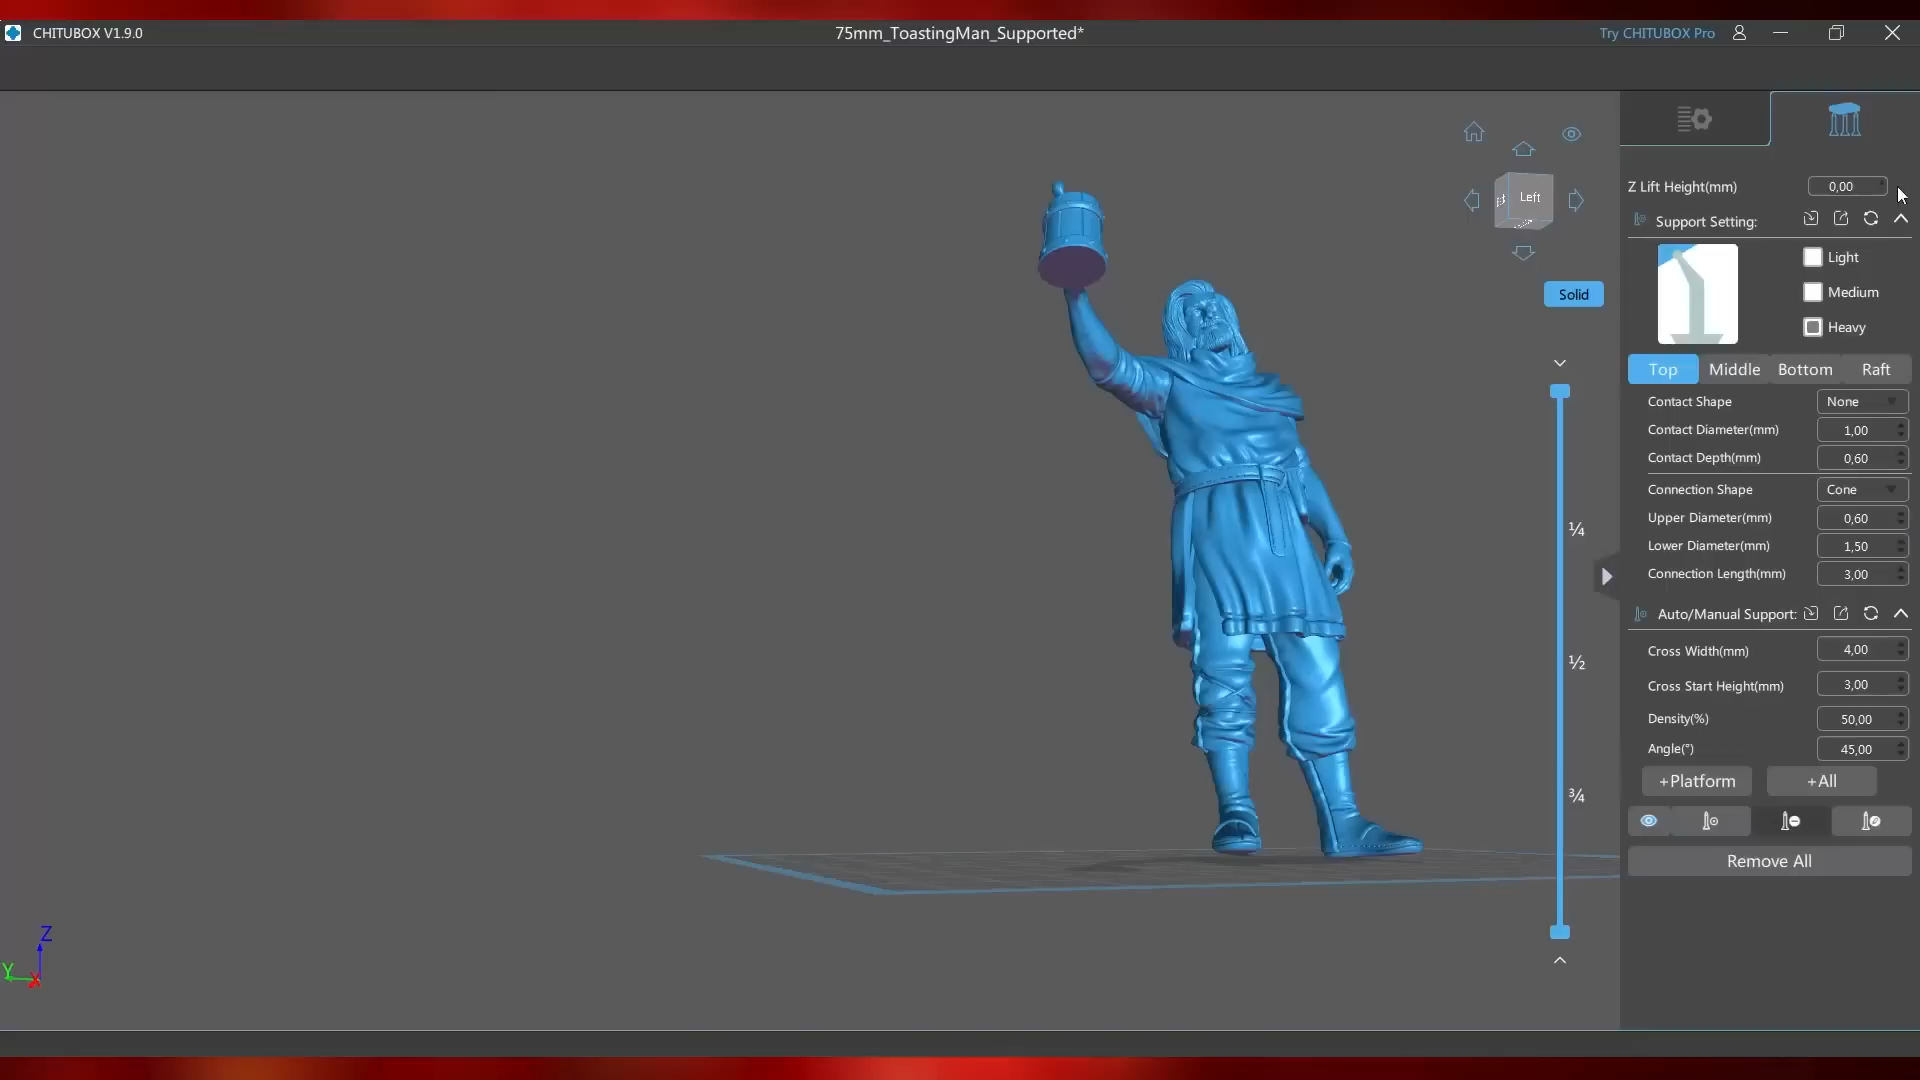 CHITUBOX V1.9.0
75mm_ToastingMan_Supported*
Try CHITUBOX Pro
Z Lift Height(mm) 0,00
Left
Support Setting:
Light
Solid
Medium
Heavy
Top Middle Bottom Raft
Contact Shape None
Contact Diameter(mm) 1,00
Contact Depth(mm) 0,60
Connection Shape Cone
Upper Diameter(mm) 0,60
¼
Lower Diameter(mm) 1,50
Connection Length(mm) 3,00
Auto/Manual Support:
Cross Width(mm) 4,00
½
Cross Start Height(mm) 3,00
Density(%) 50,00
Angle(°) 45,00
+Platform +All
¾
Remove All
Z
Y
X